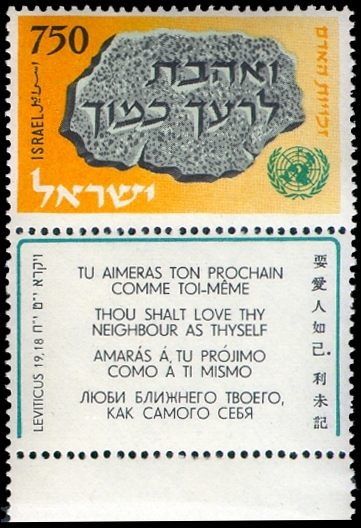 750
ISRAEL
إسرائيل
ואהבת
לרעך כמוך
זכויות האדם
ישראל
ויקרא י״ט י״ח
LEVITICUS 19,18
TU AIMERAS TON PROCHAIN
COMME TOI-MÊME
THOU SHALT LOVE THY
NEIGHBOUR AS THYSELF
AMARÁS Á, TU PRÓJIMO
COMO Á TI MISMO
ЛЮБИ БЛИЖНЕГО ТВОЕГО,
КАК САМОГО СЕБЯ
要愛人如己。利未記